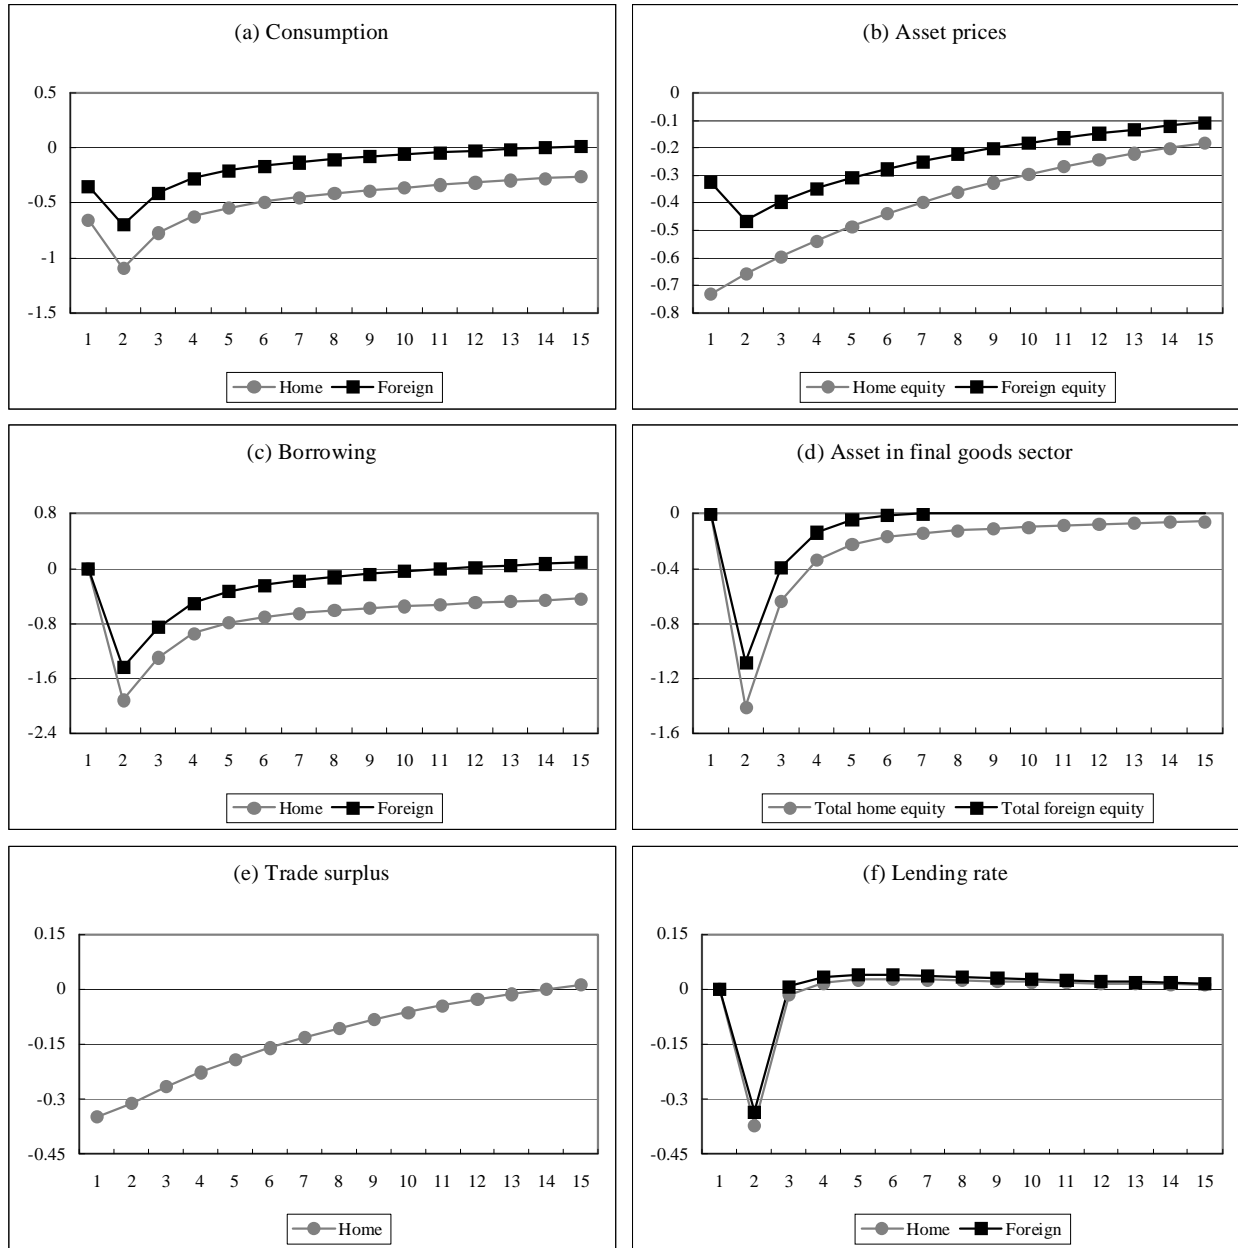 (a) Consumption
0.5
0
-0.5
-1
-1.5
1 2 3 4 5 6 7 8 9 10 11 12 13 14 15
Home Foreign
(b) Asset prices
0
-0.1
-0.2
-0.3
-0.4
-0.5
-0.6
-0.7
-0.8
1 2 3 4 5 6 7 8 9 10 11 12 13 14 15
Home equity Foreign equity
(c) Borrowing
0.8
0
-0.8
-1.6
-2.4
1 2 3 4 5 6 7 8 9 10 11 12 13 14 15
Home Foreign
(d) Asset in final goods sector
0
-0.4
-0.8
-1.2
-1.6
1 2 3 4 5 6 7 8 9 10 11 12 13 14 15
Total home equity Total foreign equity
(e) Trade surplus
0.15
0
-0.15
-0.3
-0.45
1 2 3 4 5 6 7 8 9 10 11 12 13 14 15
Home
(f) Lending rate
0.15
0
-0.15
-0.3
-0.45
1 2 3 4 5 6 7 8 9 10 11 12 13 14 15
Home Foreign